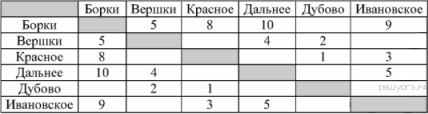 Борки Вершки Красное Дальнее Дубово Ивановское
Борки 5 8 10 9
Вершки 5 4 2
Красное 8 1 3
Дальнее 10 4 5
Дубово 2 1
Ивановское 9 3 5
решуогэ.рф